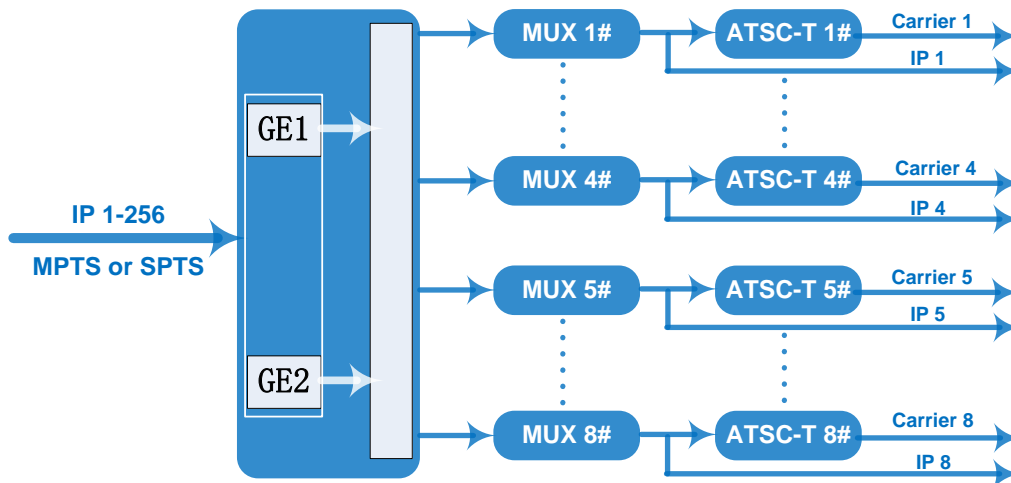 MUX 1#
ATSC-T 1#
Carrier 1
IP 1
GE1
MUX 4#
ATSC-T 4#
Carrier 4
IP 4
IP 1-256
MPTS or SPTS
MUX 5#
ATSC-T 5#
Carrier 5
IP 5
GE2
MUX 8#
ATSC-T 8#
Carrier 8
IP 8